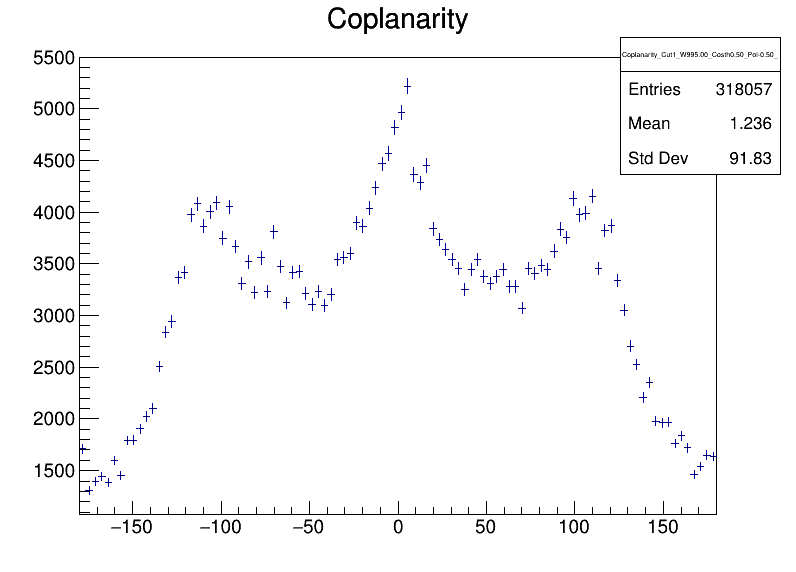 Coplanarity
Coplanarity_Cut1_W995.00_Costh0.50_Pol-0.50_
Entries 318057
Mean 1.236
Std Dev 91.83
5500
5000
4500
4000
3500
3000
2500
2000
1500
−150 −100 −50 0 50 100 150